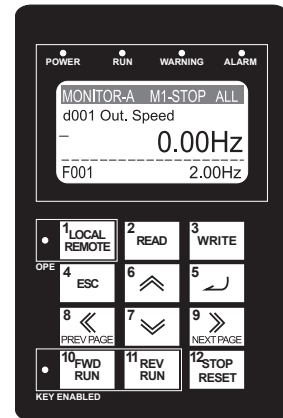 POWER RUN WARNING ALARM
MONITOR-A M1-STOP ALL
d001 Out. Speed
0.00Hz
F001 2.00Hz
1 LOCAL REMOTE
2 READ
3 WRITE
OPE
4 ESC
6
5
8 PREV PAGE
7
9 NEXT PAGE
10 FWD RUN
11 REV RUN
12 STOP RESET
KEY ENABLED